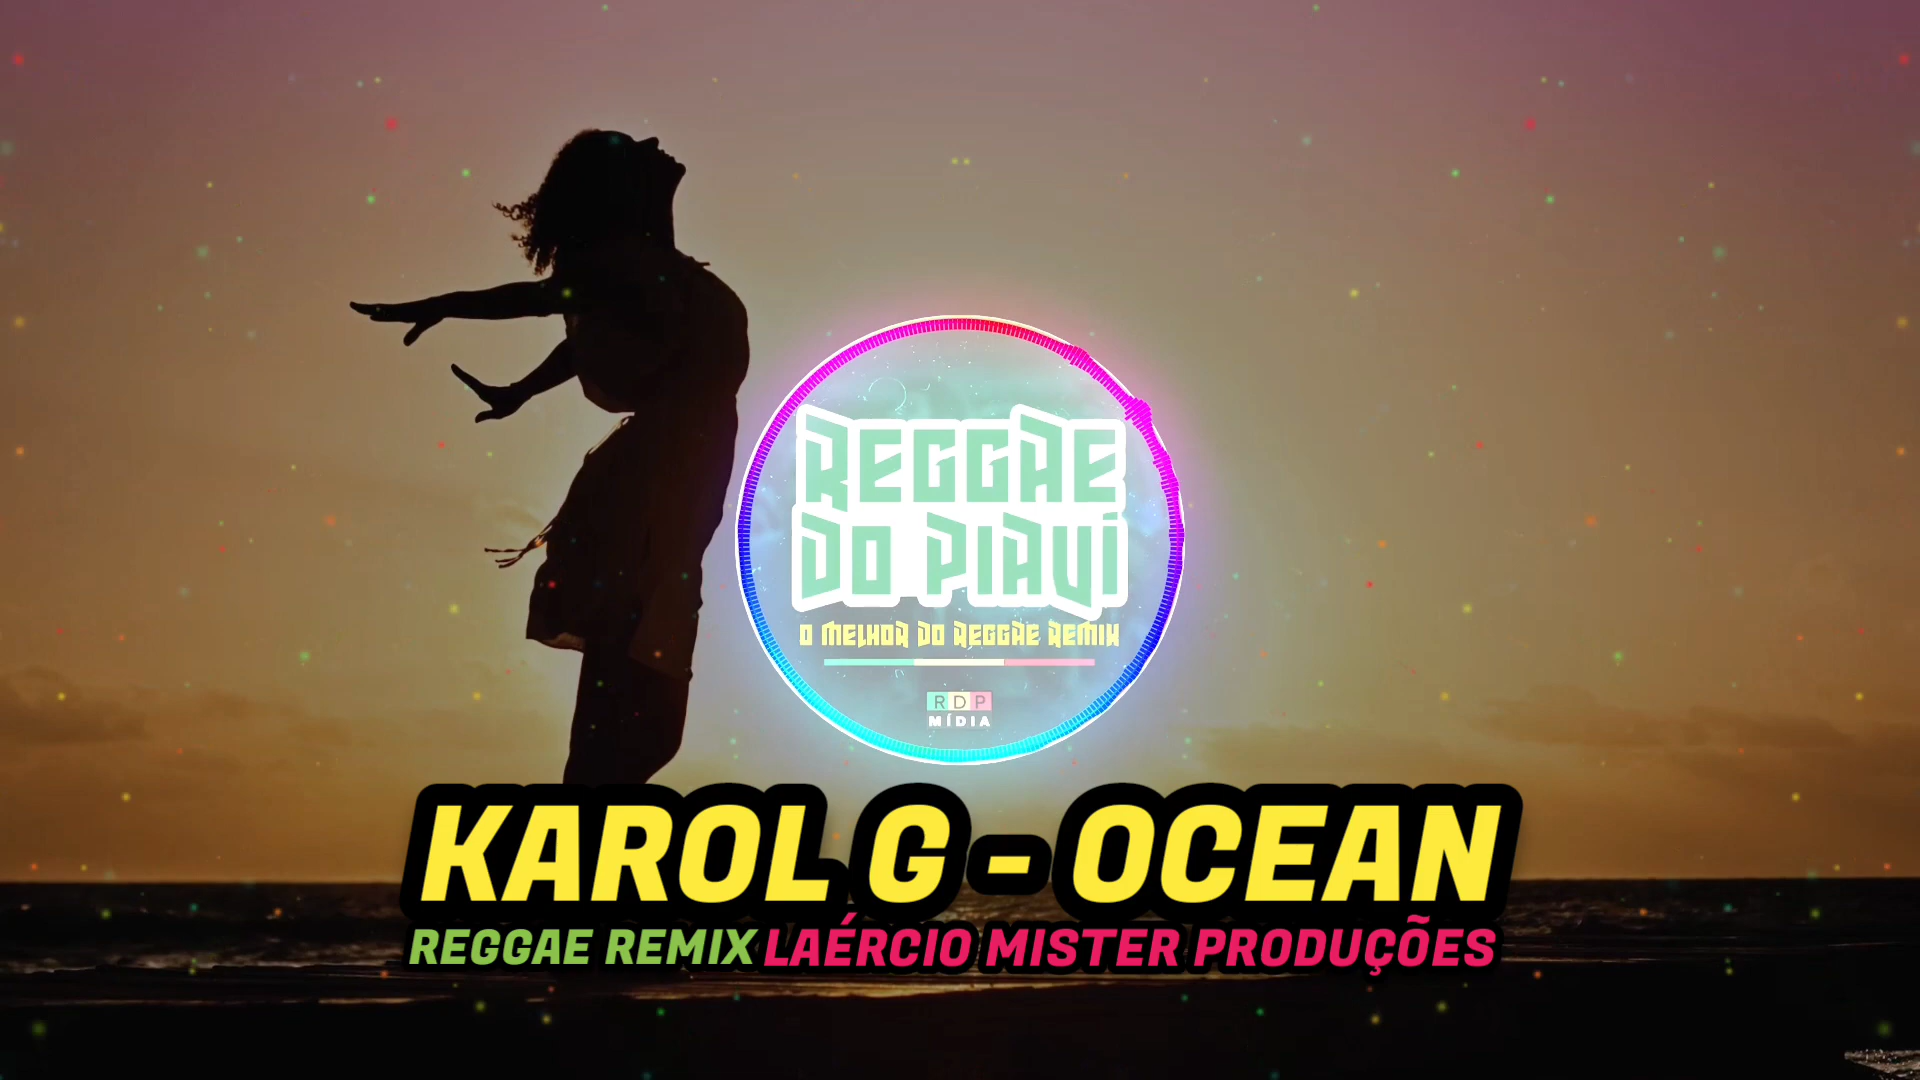 REGGAE
DO PIAUÍ
O MELHOR DO REGGAE REMIX
RDP
MÍDIA
KAROL G - OCEAN
REGGAE REMIX LAÉRCIO MISTER PRODUÇÕES